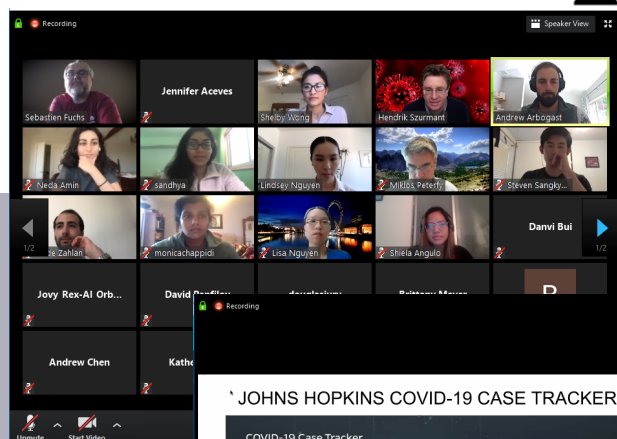 Recording
Speaker View
Sebastien Fuchs
Jennifer Aceves
Shelby Wong
Hendrik Szurmant
Andrew Arbogast
Neda Amin
sandhya
Lindsey Nguyen
Miklos Peterfy
Steven Sangky...
Zahlan
monicachappidi
Lisa Nguyen
Shiela Angulo
Danvi Bui
1/2
1/2
Jovy Rex-Al Orb...
David
Andrew Chen
Recording
* JOHNS HOPKINS COVID-19 CASE TRACKER
COVID-19 Case Tracker
Unmute
Start Video